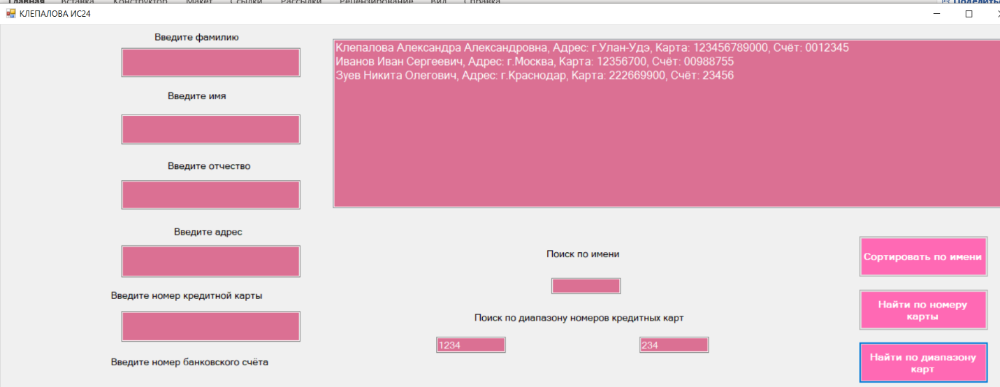 Главная Вставка Конструктор Макет Ссылки Рассылки Рецензирование Вид Справка Поделиться
КЛЕПАЛОВА ИС24
Введите фамилию
Введите имя
Введите отчество
Введите адрес
Введите номер кредитной карты
Введите номер банковского счёта
Клепалова Александра Александровна, Адрес: г.Улан-Удэ, Карта: 123456789000, Счёт: 0012345
Иванов Иван Сергеевич, Адрес: г.Москва, Карта: 12356700, Счёт: 00988755
Зуев Никита Олегович, Адрес: г.Краснодар, Карта: 222669900, Счёт: 23456
Поиск по имени
Поиск по диапазону номеров кредитных карт
1234
234
Сортировать по имени
Найти по номеру
карты
Найти по диапазону
карт